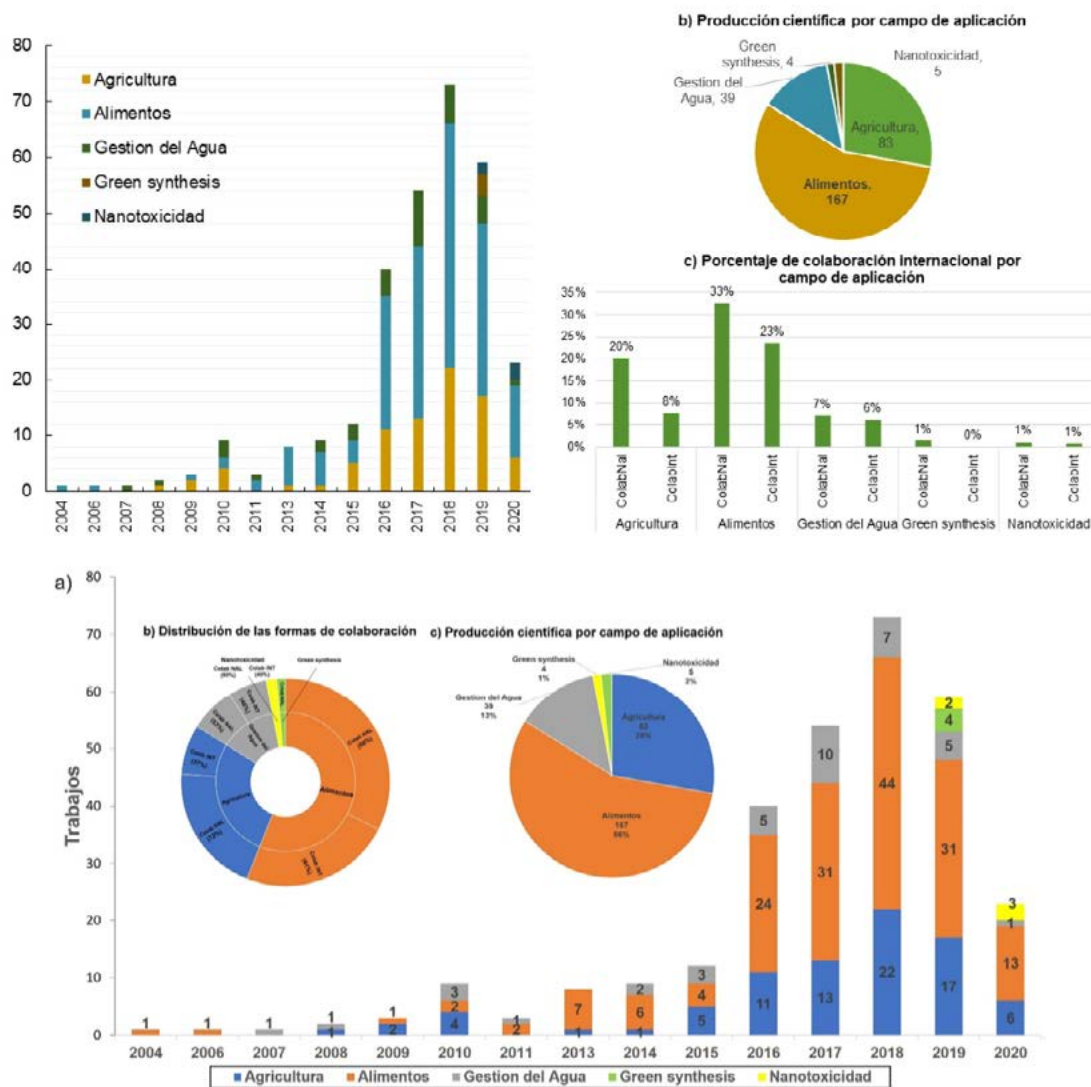 80
70
60
50
40
30
20
10
0
Agricultura
Alimentos
Gestion del Agua
Green synthesis
Nanotoxicidad
2004
2006
2007
2008
2009
2010
2011
2013
2014
2015
2016
2017
2018
2019
2020
b) Producción científica por campo de aplicación
Green synthesis, 4
Nanotoxicidad, 5
Gestion del Agua, 39
Agricultura, 83
Alimentos, 167
c) Porcentaje de colaboración internacional por
campo de aplicación
35%
30%
25%
20%
15%
10%
5%
0%
20%
8%
33%
23%
7%
6%
1%
0%
1%
1%
ColabNal
ColabInt
ColabNal
ColabInt
ColabNal
ColabInt
ColabNal
ColabInt
ColabNal
ColabInt
Agricultura
Alimentos
Gestion del Agua
Green synthesis
Nanotoxicidad
a)
80
70
60
50
40
30
20
10
0
Trabajos
b) Distribución de las formas de colaboración
Nanotoxicidad
Green synthesis
Agricultura
Alimentos
c) Producción científica por campo de aplicación
Green synthesis
4
1%
Nanotoxicidad
5
2%
Gestion del Agua
39
13%
Agricultura
83
28%
Alimentos
167
56%
1
1
1
1
1
1
2
3
2
4
1
2
7
1
2
6
1
3
4
5
5
24
11
10
31
13
7
44
22
2
4
5
31
17
3
1
13
6
2004
2006
2007
2008
2009
2010
2011
2013
2014
2015
2016
2017
2018
2019
2020
Agricultura
Alimentos
Gestion del Agua
Green synthesis
Nanotoxicidad